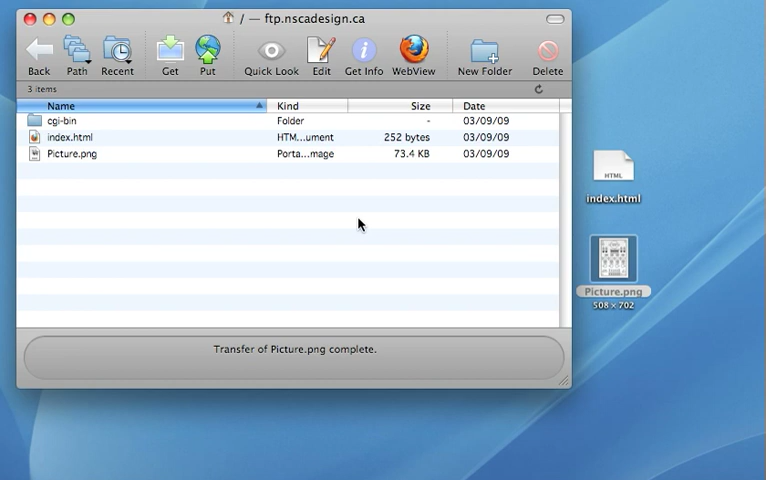 / — ftp.nscadesign.ca
Back Path Recent Get Put Quick Look Edit Get Info WebView New Folder Delete
3 items
Name Kind Size Date
cgi-bin Folder - 03/09/09
index.html HTM...ument 252 bytes 03/09/09
Picture.png Porta...mage 73.4 KB 03/09/09
HTML
index.html
Picture.png
508 × 702
Transfer of Picture.png complete.